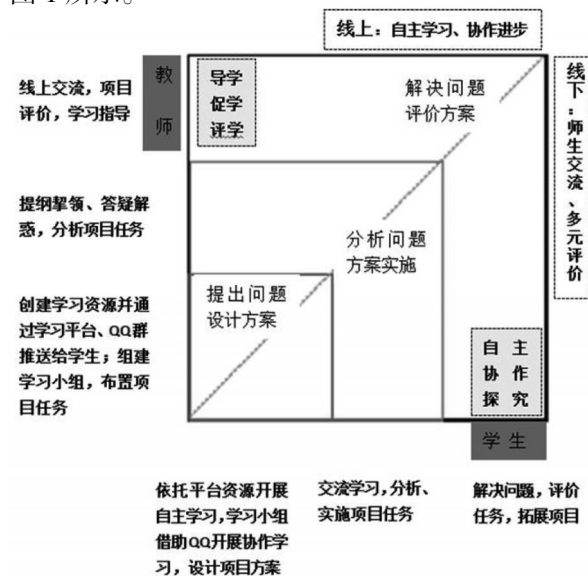 图1所示。
线上：自主学习、协作进步
线上交流，项目
评价，学习指导
教
师
导学
促学
评学
解决问题
评价方案
线下：师生交流、多元评价
提纲挈领、答疑解
惑，分析项目任务
分析问题
方案实施
创建学习资源并通
过学习平台、QQ群
推送给学生；组建
学习小组，布置项
目任务
提出问题
设计方案
自 主
协 作
探 究
学 生
依托平台资源开展
自主学习，学习小组
借助QQ开展协作学
习，设计项目方案
交流学习，分析、
实施项目任务
解决问题，评价
任务，拓展项目